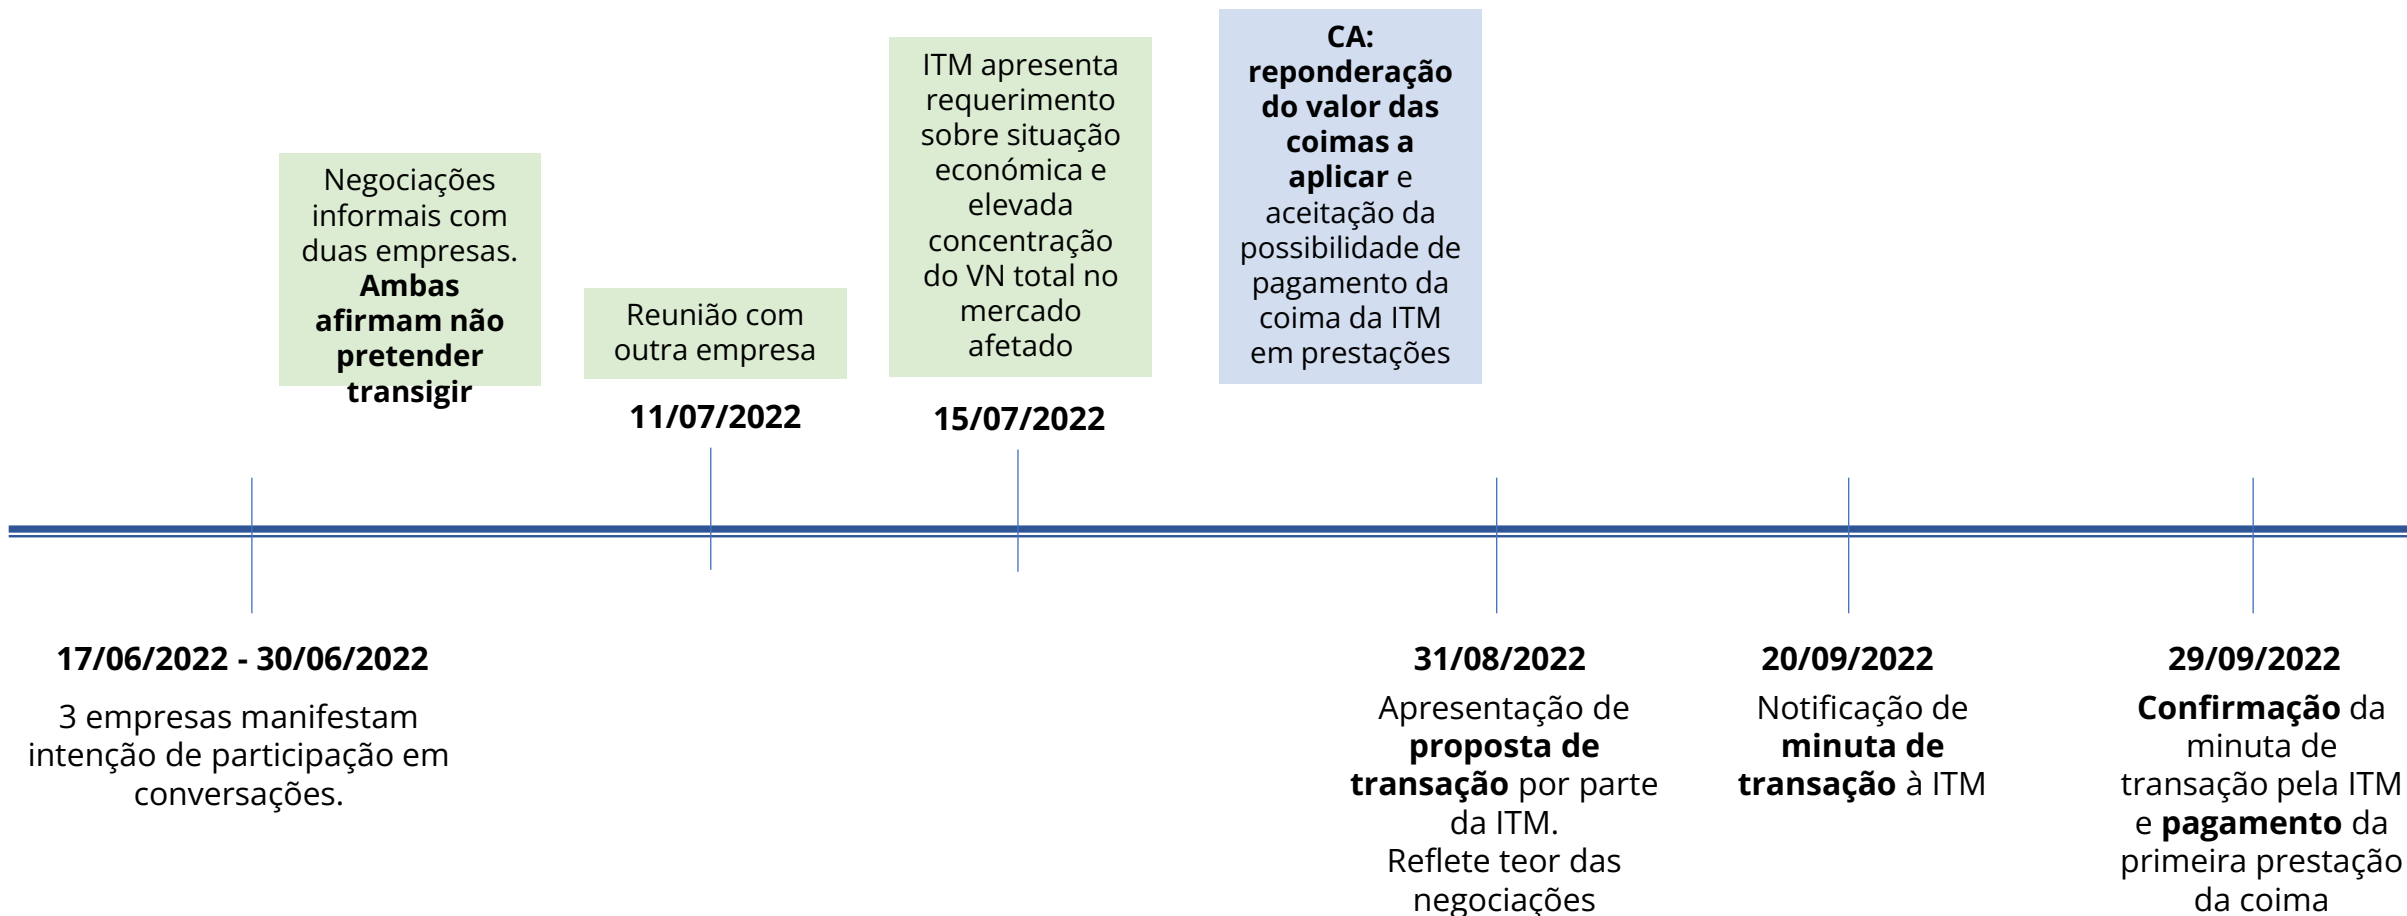 Negociações
informais com
duas empresas.
Ambas
afirmam não
pretender
transigir
Reunião com
outra empresa
11/07/2022
ITM apresenta
requerimento
sobre situação
económica e
elevada
concentração
do VN total no
mercado
afetado
15/07/2022
CA:
reponderação
do valor das
coimas a
aplicar e
aceitação da
possibilidade de
pagamento da
coima da ITM
em prestações
17/06/2022 - 30/06/2022
3 empresas manifestam
intenção de participação em
conversações.
31/08/2022
Apresentação de
proposta de
transação por parte
da ITM.
Reflete teor das
negociações
20/09/2022
Notificação de
minuta de
transação à ITM
29/09/2022
Confirmação da
minuta de
transação pela ITM
e pagamento da
primeira prestação
da coima